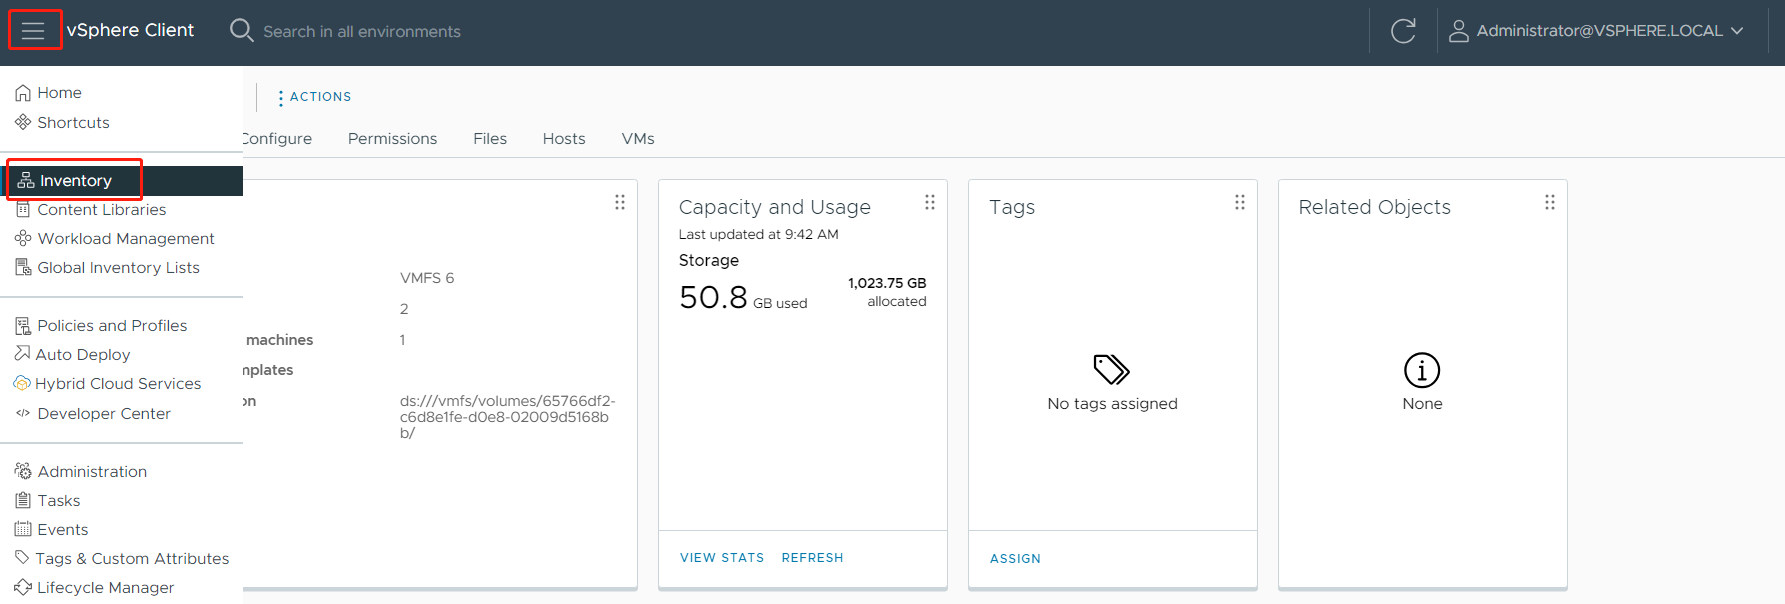 vSphere Client
Search in all environments
Administrator@VSPHERE.LOCAL
Home
Shortcuts
Inventory
Content Libraries
Workload Management
Global Inventory Lists
Policies and Profiles
Auto Deploy
Hybrid Cloud Services
Developer Center
Administration
Tasks
Events
Tags & Custom Attributes
Lifecycle Manager
ACTIONS
Configure Permissions Files Hosts VMs
VMFS 6
2
machines 1
mplates
on ds:///vmfs/volumes/65766df2-
c6d8e1fe-d0e8-02009d5168b
b/
Capacity and Usage
Last updated at 9:42 AM
Storage
50.8 GB used
1,023.75 GB
allocated
VIEW STATS REFRESH
Tags
No tags assigned
ASSIGN
Related Objects
None